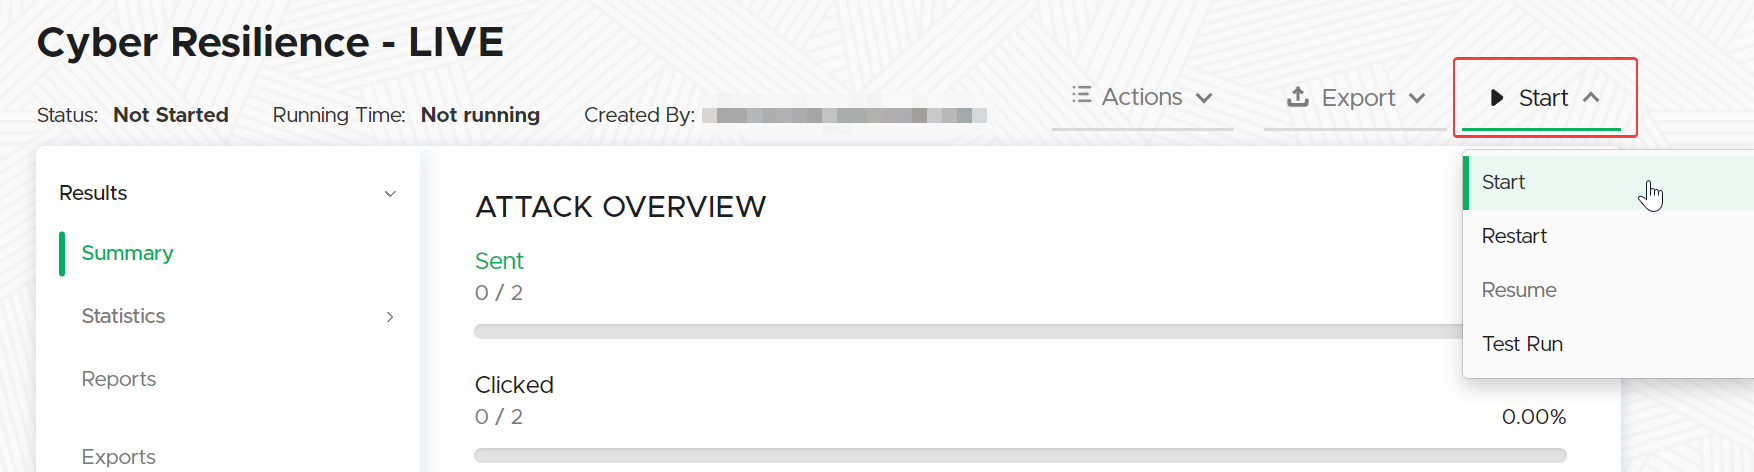 Cyber Resilience - LIVE
Status: Not Started Running Time: Not running Created By:
Actions Export Start
Results
Summary
Statistics
Reports
Exports
ATTACK OVERVIEW
Sent
0 / 2
Clicked
0 / 2 0.00%
Start
Restart
Resume
Test Run